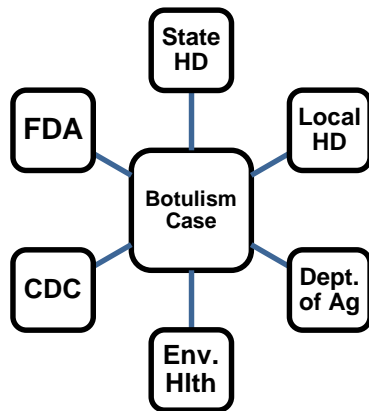 State
HD
FDA
Local
HD
Botulism
Case
CDC
Dept.
of Ag
Env.
Hlth